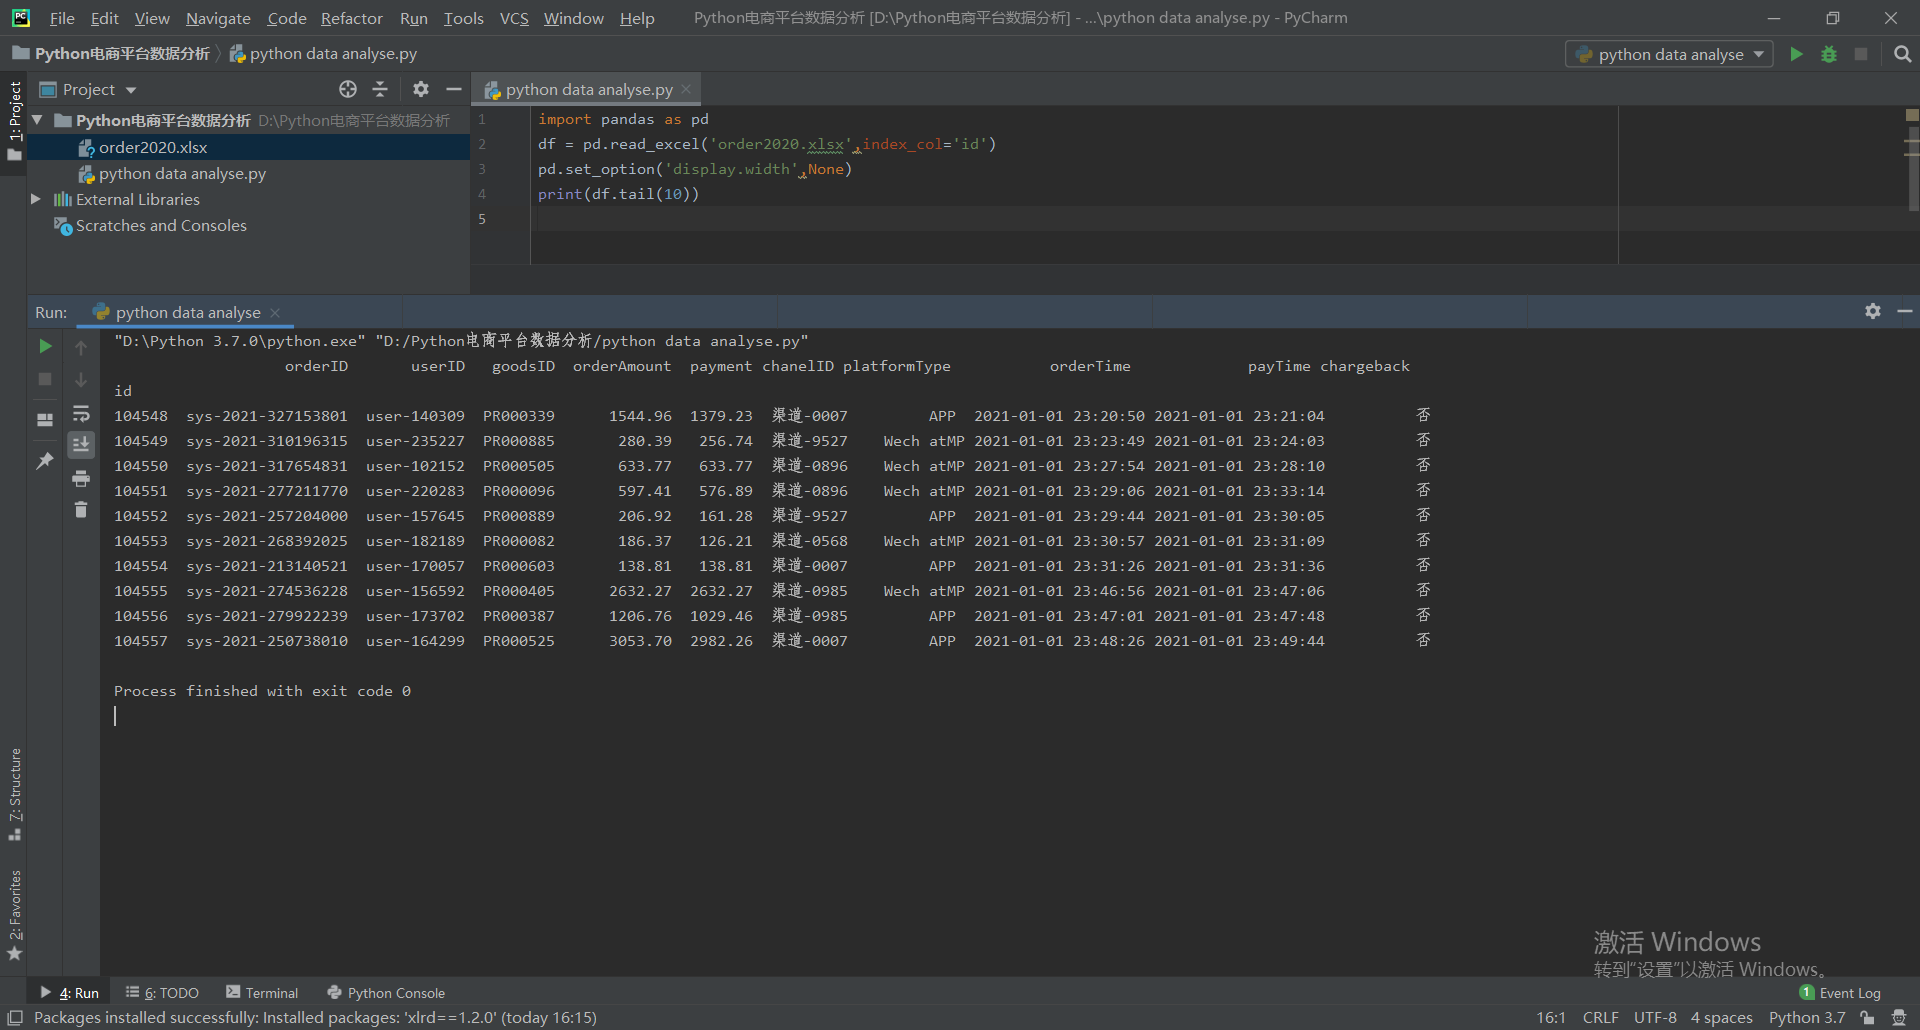 File Edit View Navigate Code Refactor Run Tools VCS Window Help Python电商平台数据分析 [D:\Python电商平台数据分析] - ...\python data analyse.py - PyCharm
Python电商平台数据分析 python data analyse.py
python data analyse
1: Project
Project
Python电商平台数据分析 D:\Python电商平台数据分析
order2020.xlsx
python data analyse.py
External Libraries
Scratches and Consoles
python data analyse.py
1 import pandas as pd
2 df = pd.read_excel('order2020.xlsx',index_col='id')
3 pd.set_option('display.width',None)
4 print(df.tail(10))
5
Run: python data analyse
"D:\Python 3.7.0\python.exe" "D:/Python电商平台数据分析/python data analyse.py"
orderID userID goodsID orderAmount payment chanelID platformType orderTime payTime chargeback
id
104548 sys-2021-327153801 user-140309 PR000339 1544.96 1379.23 渠道-0007 APP 2021-01-01 23:20:50 2021-01-01 23:21:04 否
104549 sys-2021-310196315 user-235227 PR000885 280.39 256.74 渠道-9527 Wech atMP 2021-01-01 23:23:49 2021-01-01 23:24:03 否
104550 sys-2021-317654831 user-102152 PR000505 633.77 633.77 渠道-0896 Wech atMP 2021-01-01 23:27:54 2021-01-01 23:28:10 否
104551 sys-2021-277211770 user-220283 PR000096 597.41 576.89 渠道-0896 Wech atMP 2021-01-01 23:29:06 2021-01-01 23:33:14 否
104552 sys-2021-257204000 user-157645 PR000889 206.92 161.28 渠道-9527 APP 2021-01-01 23:29:44 2021-01-01 23:30:05 否
104553 sys-2021-268392025 user-182189 PR000082 186.37 126.21 渠道-0568 Wech atMP 2021-01-01 23:30:57 2021-01-01 23:31:09 否
104554 sys-2021-213140521 user-170057 PR000603 138.81 138.81 渠道-0007 APP 2021-01-01 23:31:26 2021-01-01 23:31:36 否
104555 sys-2021-274536228 user-156592 PR000405 2632.27 2632.27 渠道-0985 Wech atMP 2021-01-01 23:46:56 2021-01-01 23:47:06 否
104556 sys-2021-279922239 user-173702 PR000387 1206.76 1029.46 渠道-0985 APP 2021-01-01 23:47:01 2021-01-01 23:47:48 否
104557 sys-2021-250738010 user-164299 PR000525 3053.70 2982.26 渠道-0007 APP 2021-01-01 23:48:26 2021-01-01 23:49:44 否
Process finished with exit code 0
7: Structure
2: Favorites
激活 Windows
转到"设置"以激活 Windows。
4: Run 6: TODO Terminal Python Console 1 Event Log
Packages installed successfully: Installed packages: 'xlrd==1.2.0' (today 16:15) 16:1 CRLF UTF-8 4 spaces Python 3.7